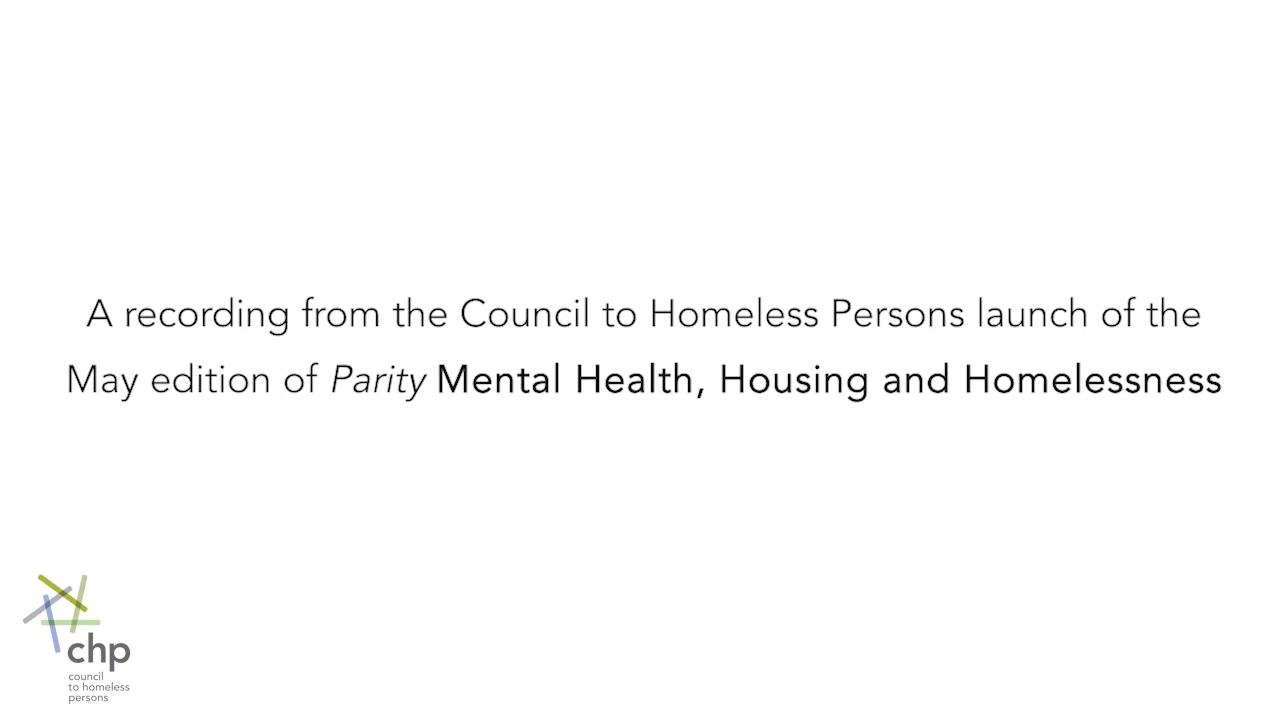 A recording from the Council to Homeless Persons launch of the
May edition of Parity Mental Health, Housing and Homelessness
chp
council
to homeless
persons